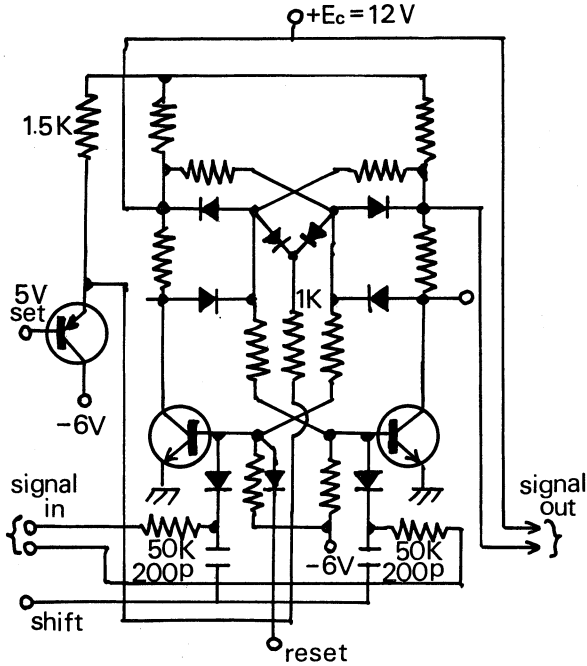 +Ec=12V
1.5K
5V
set
1K
-6V
signal
in
signal
out
50K
200p
-6V
50K
200p
shift
reset